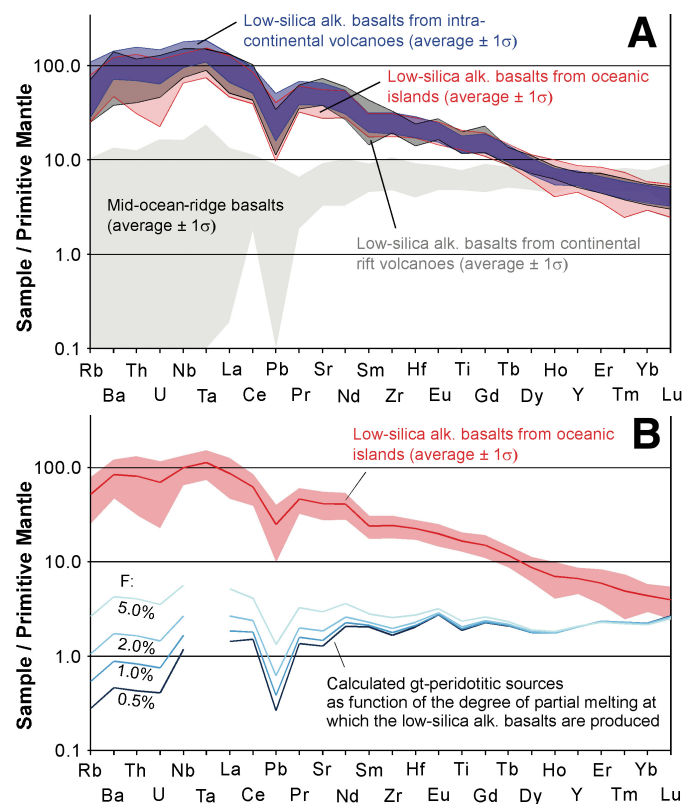 A
Low-silica alk. basalts from intra-
continental volcanoes (average ± 1σ)
Low-silica alk. basalts from oceanic
islands (average ± 1σ)
Mid-ocean-ridge basalts
(average ± 1σ)
Low-silica alk. basalts from continental
rift volcanoes (average ± 1σ)
Sample / Primitive Mantle
100.0
10.0
1.0
0.1
Rb Th Nb La Pb Sr Sm Hf Ti Tb Ho Er Yb
Ba U Ta Ce Pr Nd Zr Eu Gd Dy Y Tm Lu
B
Low-silica alk. basalts from oceanic
islands (average ± 1σ)
Sample / Primitive Mantle
100.0
10.0
1.0
0.1
F:
5.0%
2.0%
1.0%
0.5%
Calculated gt-peridotitic sources
as function of the degree of partial melting at
which the low-silica alk. basalts are produced
Rb Th Nb La Pb Sr Sm Hf Ti Tb Ho Er Yb
Ba U Ta Ce Pr Nd Zr Eu Gd Dy Y Tm Lu